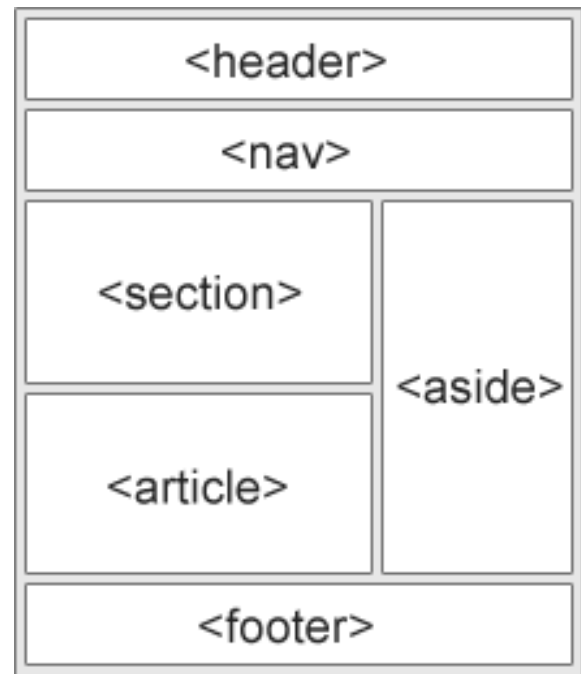 <header>
<nav>
<section>
<aside>
<article>
<footer>